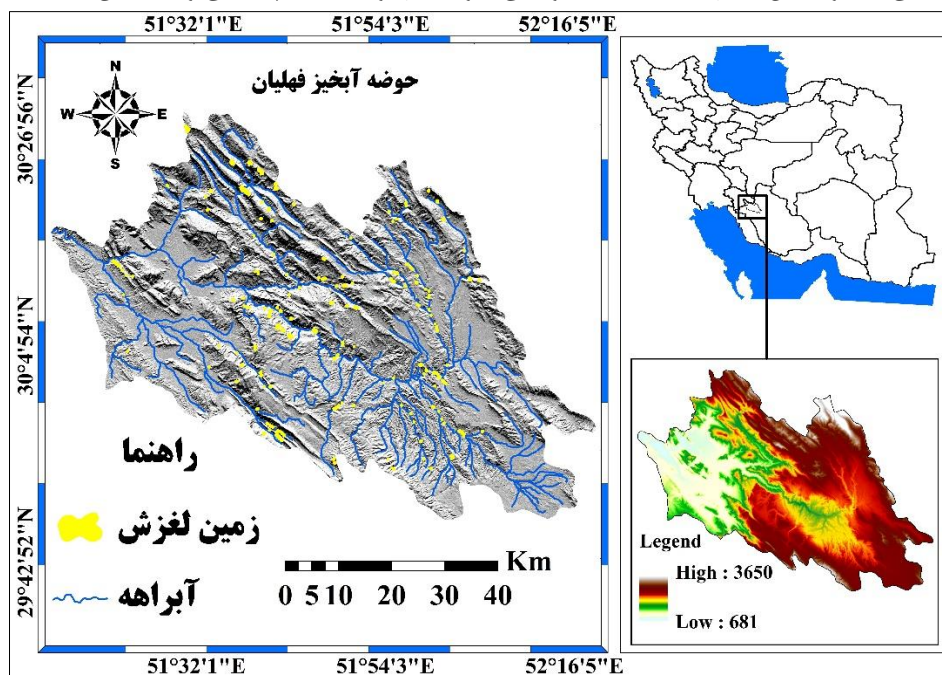 51°32'1"E 51°54'3"E 52°16'5"E
حوضه آبخیز فهلیان
N
W E
S
30°26'56"N
30°4'54"N
29°42'52"N
راهنما
زمین لغزش
آبراهه
Km
0 5 10 20 30 40
51°32'1"E 51°54'3"E 52°16'5"E
Legend
High : 3650
Low : 681